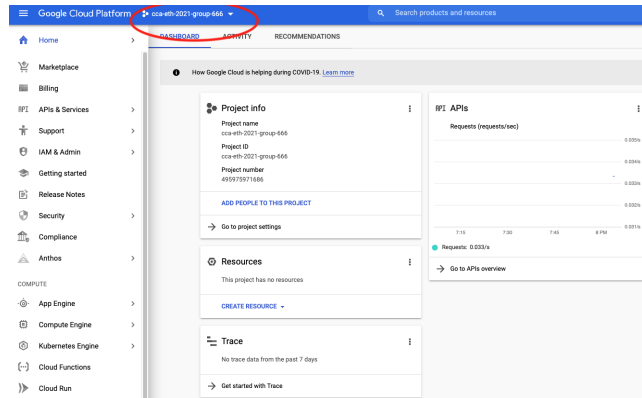 Google Cloud Platform
cca-eth-2021-group-666
Search products and resources
Home
Marketplace
Billing
API APIs & Services
Support
IAM & Admin
Getting started
Release Notes
Security
Compliance
Anthos
COMPUTE
App Engine
Compute Engine
Kubernetes Engine
Cloud Functions
Cloud Run
DASHBOARD
ACTIVITY
RECOMMENDATIONS
How Google Cloud is helping during COVID-19. Learn more
Project info
Project name
cca-eth-2021-group-666
Project ID
cca-eth-2021-group-666
Project number
495975971686
ADD PEOPLE TO THIS PROJECT
Go to project settings
Resources
This project has no resources
CREATE RESOURCE
Trace
No trace data from the past 7 days
Get started with Trace
API APIs
Requests (requests/sec)
0.035/s
0.034/s
0.033/s
0.032/s
0.031/s
7:15
7:30
7:45
8 PM
Requests: 0.033/s
Go to APIs overview